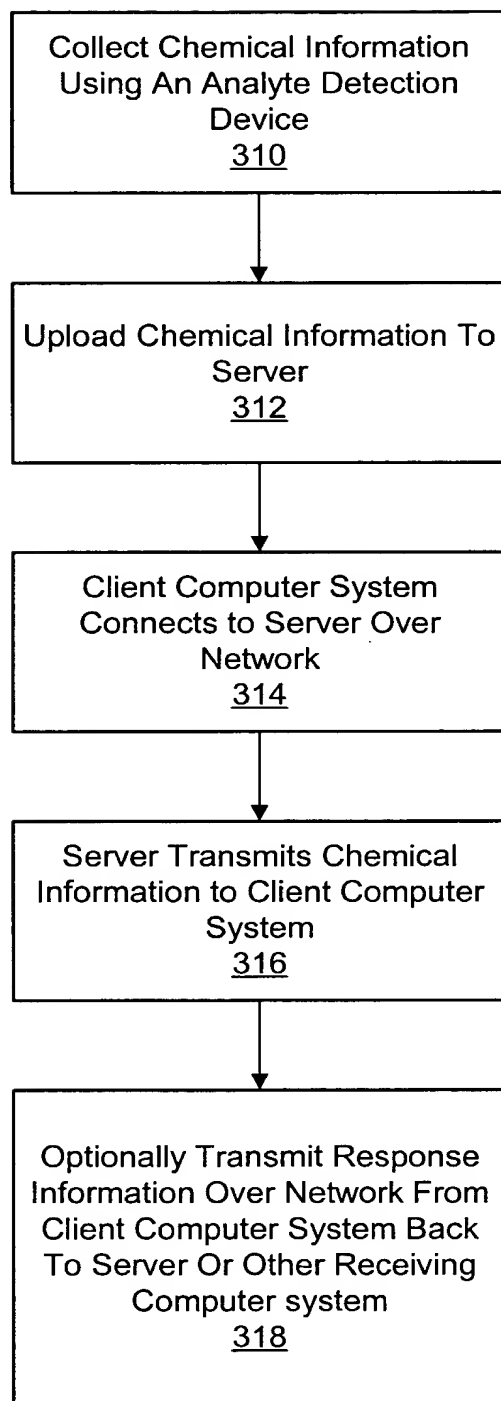 Collect Chemical Information
Using An Analyte Detection
Device
310
Upload Chemical Information To
Server
312
Client Computer System
Connects to Server Over
Network
314
Server Transmits Chemical
Information to Client Computer
System
316
Optionally Transmit Response
Information Over Network From
Client Computer System Back
To Server Or Other Receiving
Computer system
318